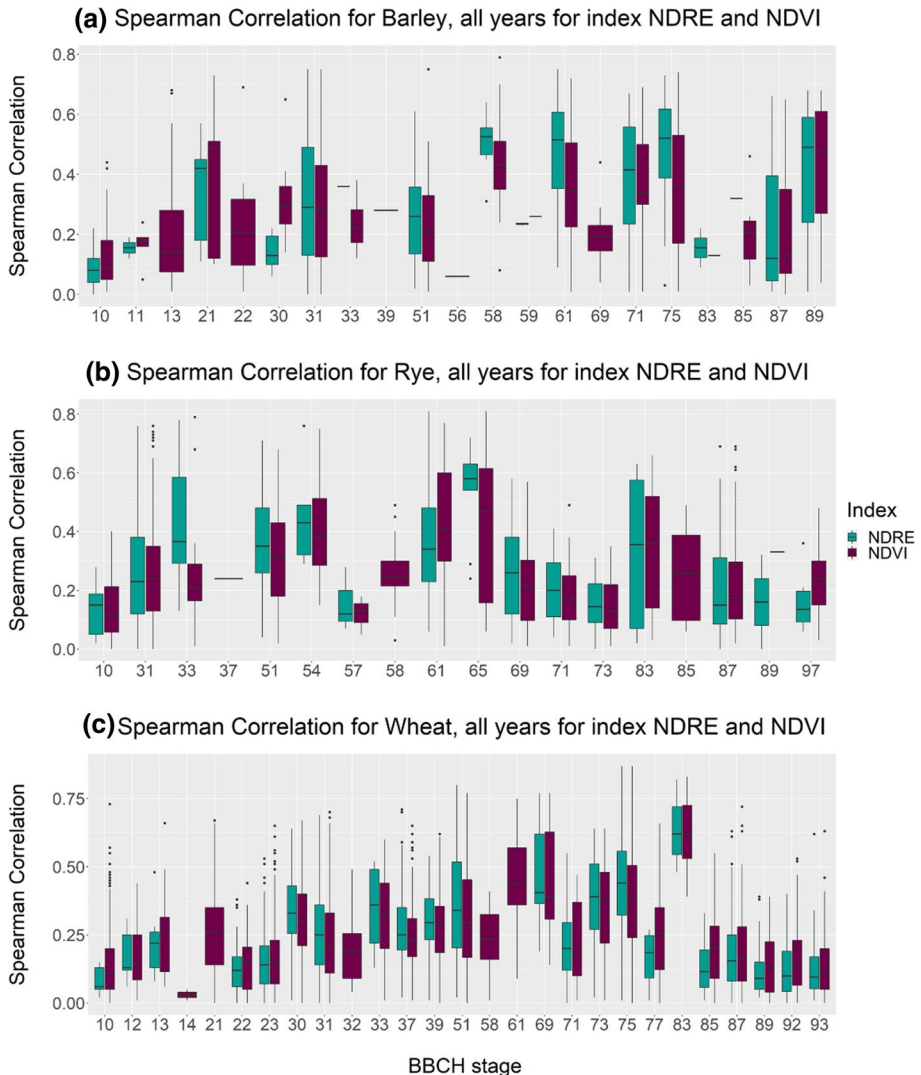 (a) Spearman Correlation for Barley, all years for index NDRE and NDVI
Spearman Correlation
0.8
0.6
0.4
0.2
0.0
10 11 13 21 22 30 31 33 39 51 56 58 59 61 69 71 75 83 85 87 89
(b) Spearman Correlation for Rye, all years for index NDRE and NDVI
Spearman Correlation
0.8
0.6
0.4
0.2
0.0
10 31 33 37 51 54 57 58 61 65 69 71 73 83 85 87 89 97
Index
NDRE
NDVI
(c) Spearman Correlation for Wheat, all years for index NDRE and NDVI
Spearman Correlation
0.75
0.50
0.25
0.00
10 12 13 14 21 22 23 30 31 32 33 37 39 51 58 61 69 71 73 75 77 83 85 87 89 92 93
BBCH stage